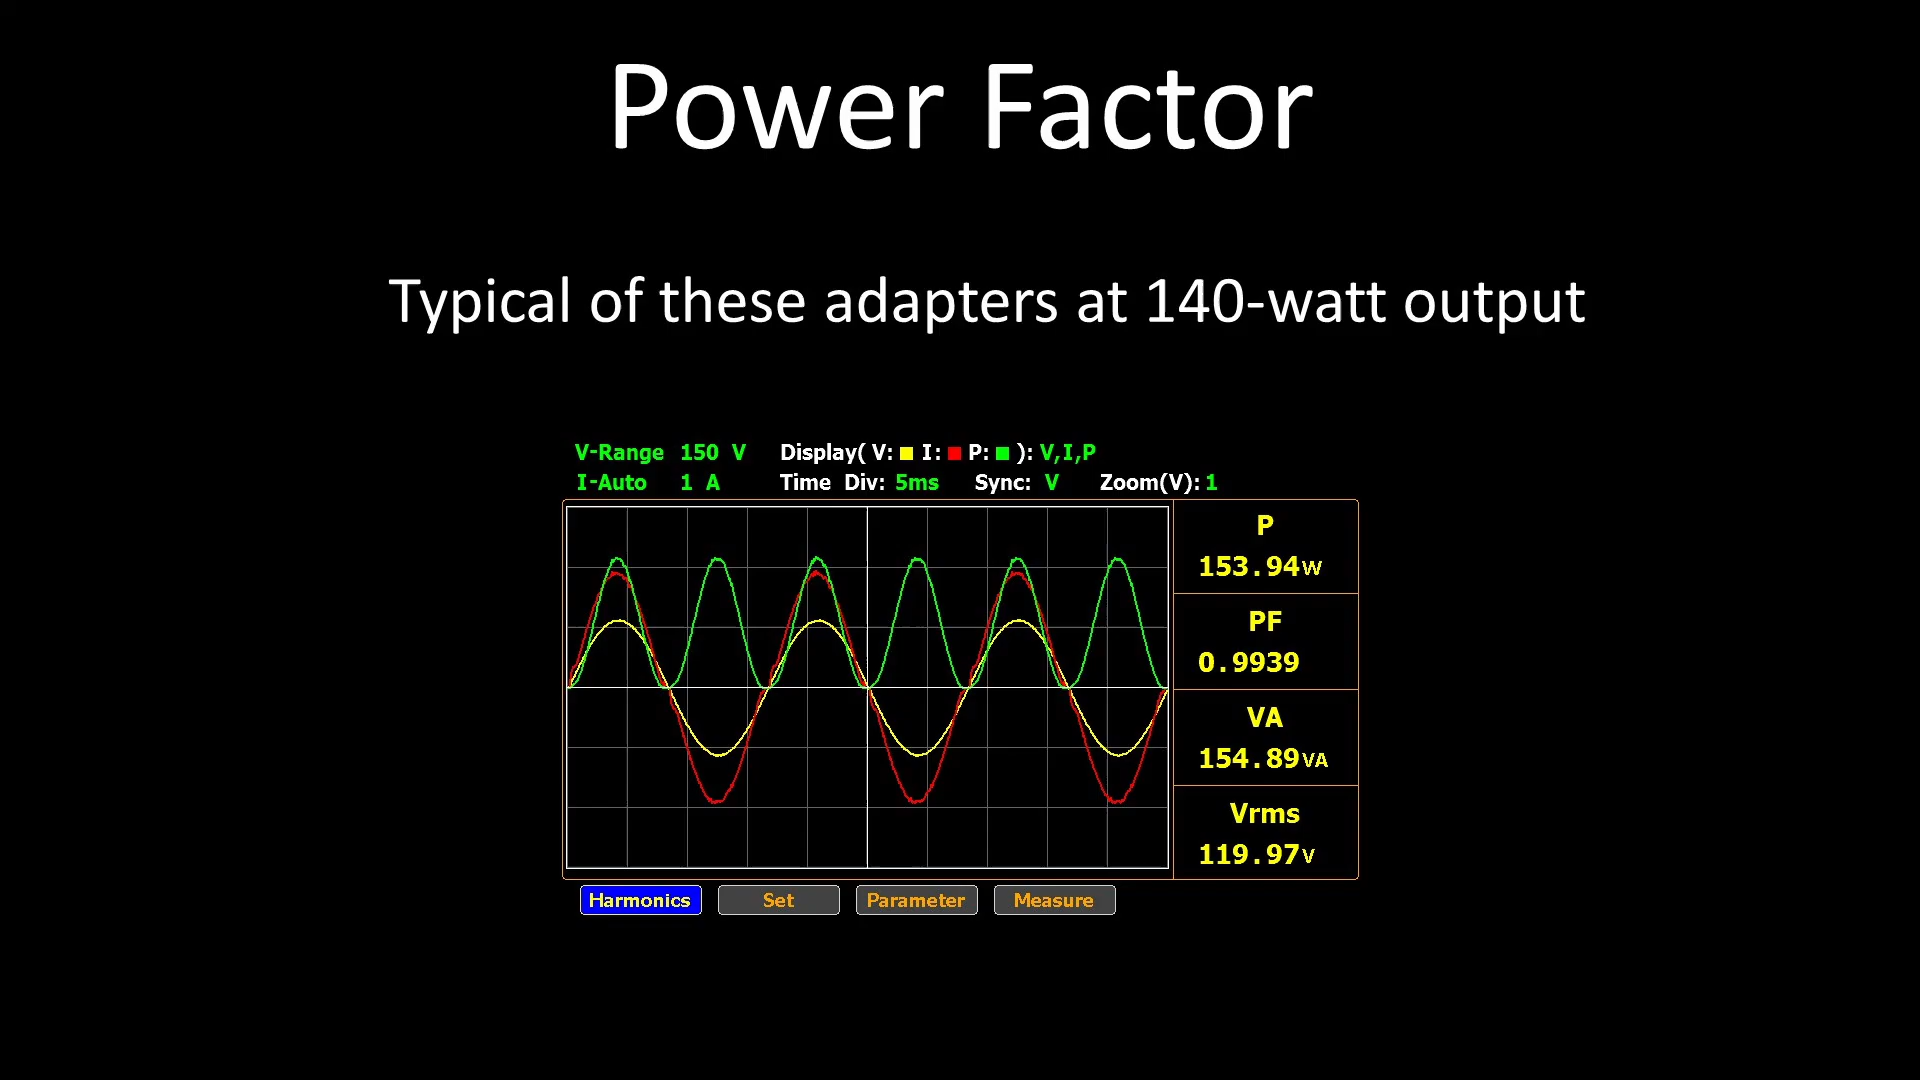 Power Factor
Typical of these adapters at 140-watt output
V-Range 150 V Display( V: I: P: ): V,I,P
I-Auto 1 A Time Div: 5ms Sync: V Zoom(V): 1
P
153.94W
PF
0.9939
VA
154.89VA
Vrms
119.97V
Harmonics Set Parameter Measure